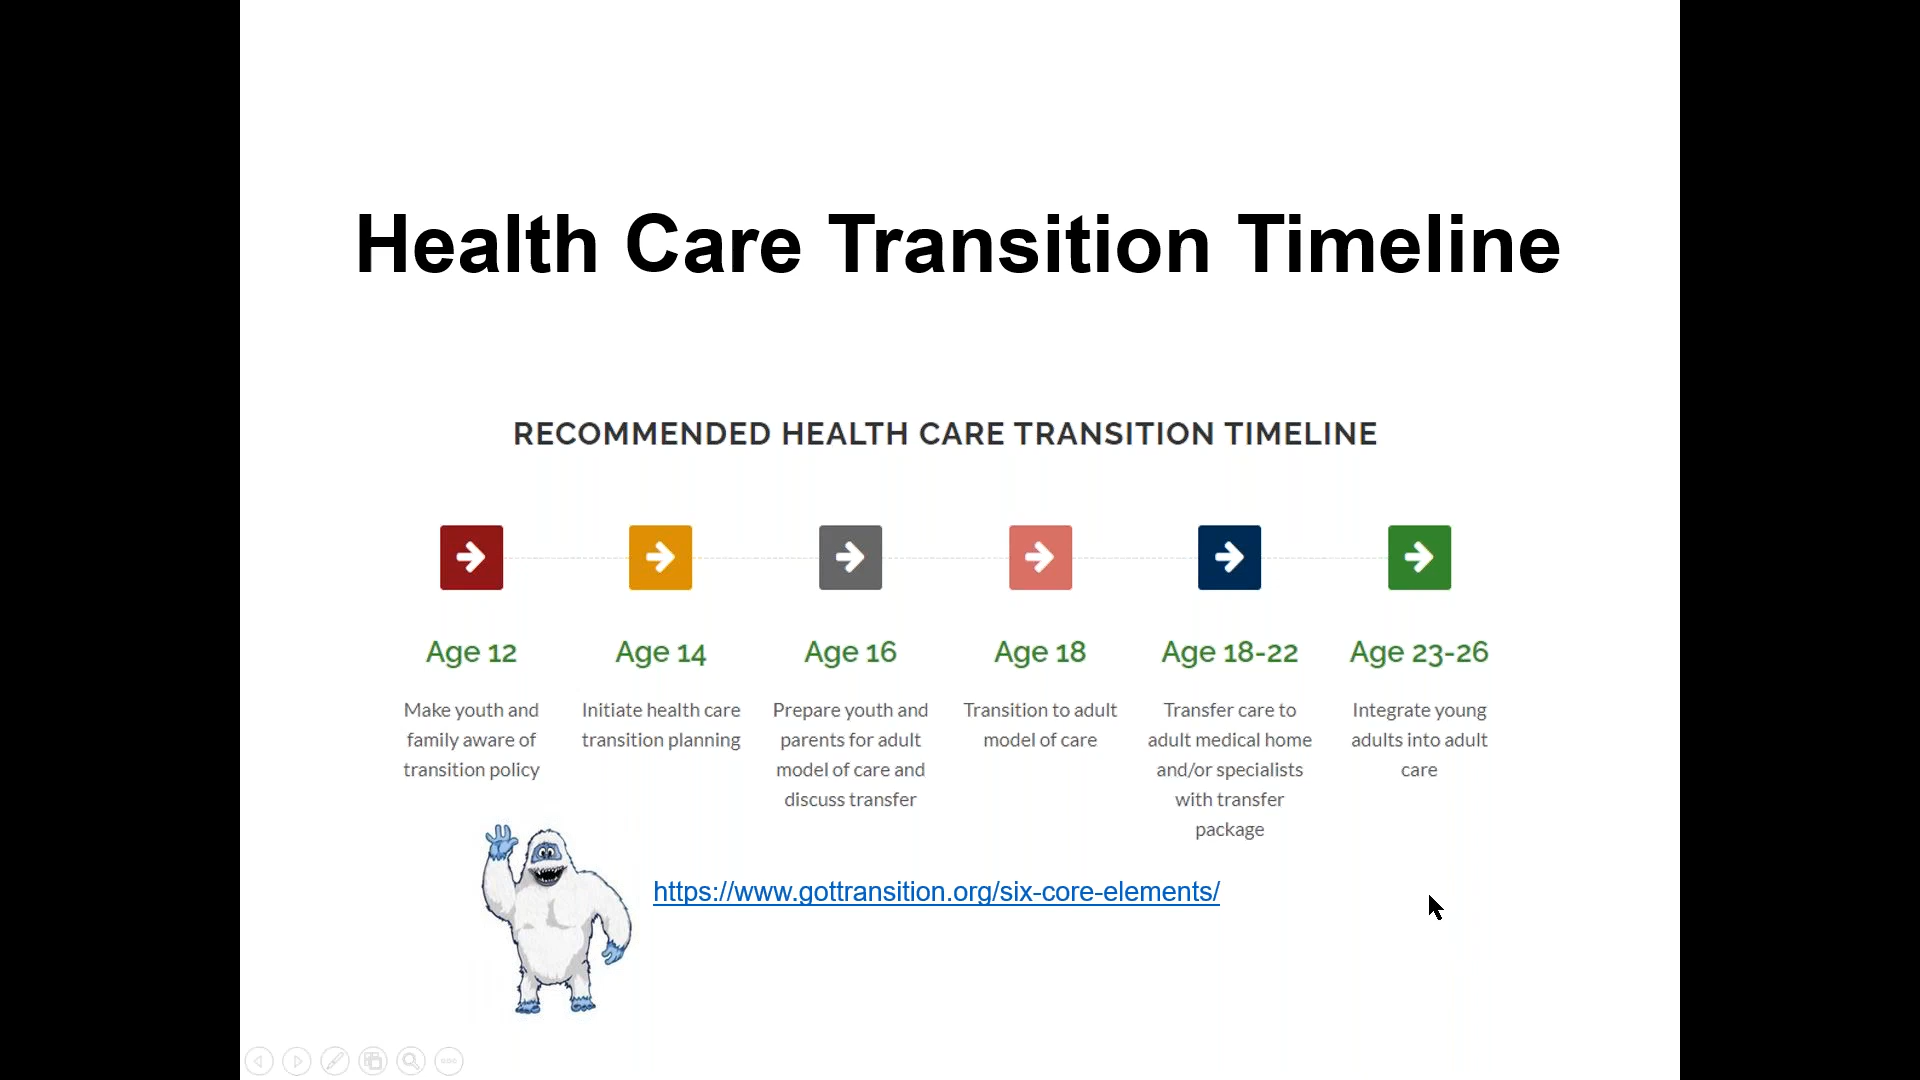 Health Care Transition Timeline
RECOMMENDED HEALTH CARE TRANSITION TIMELINE
Age 12
Make youth and
family aware of
transition policy
Age 14
Initiate health care
transition planning
Age 16
Prepare youth and
parents for adult
model of care and
discuss transfer
Age 18
Transition to adult
model of care
Age 18-22
Transfer care to
adult medical home
and/or specialists
with transfer
package
Age 23-26
Integrate young
adults into adult
care
https://www.gottransition.org/six-core-elements/